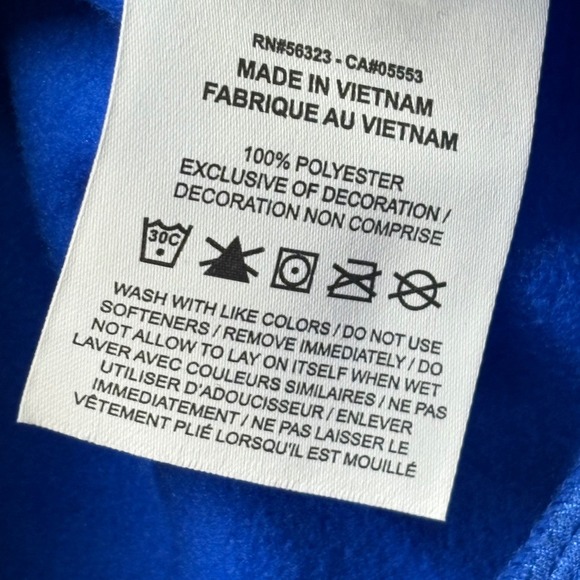 RN#56323 - CA#05553
MADE IN VIETNAM
FABRIQUE AU VIETNAM
100% POLYESTER
EXCLUSIVE OF DECORATION /
DECORATION NON COMPRISE
30C
WASH WITH LIKE COLORS / DO NOT USE
SOFTENERS / REMOVE IMMEDIATELY / DO
NOT ALLOW TO LAY ON ITSELF WHEN WET
LAVER AVEC COULEURS SIMILAIRES / NE PAS
UTILISER D'ADOUCISSEUR / ENLEVER
IMMEDIATEMENT / NE PAS LAISSER LE
VÊTEMENT PLIÉ LORSQU'IL EST MOUILLÉ